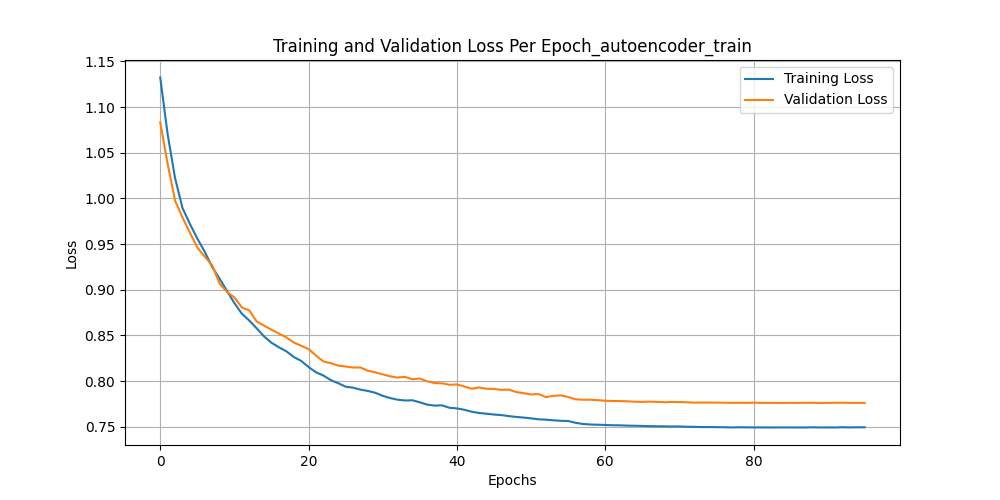 Training and Validation Loss Per Epoch_autoencoder_train
Training Loss
Validation Loss
1.15
1.10
1.05
1.00
0.95
0.90
0.85
0.80
0.75
Loss
0 20 40 60 80
Epochs